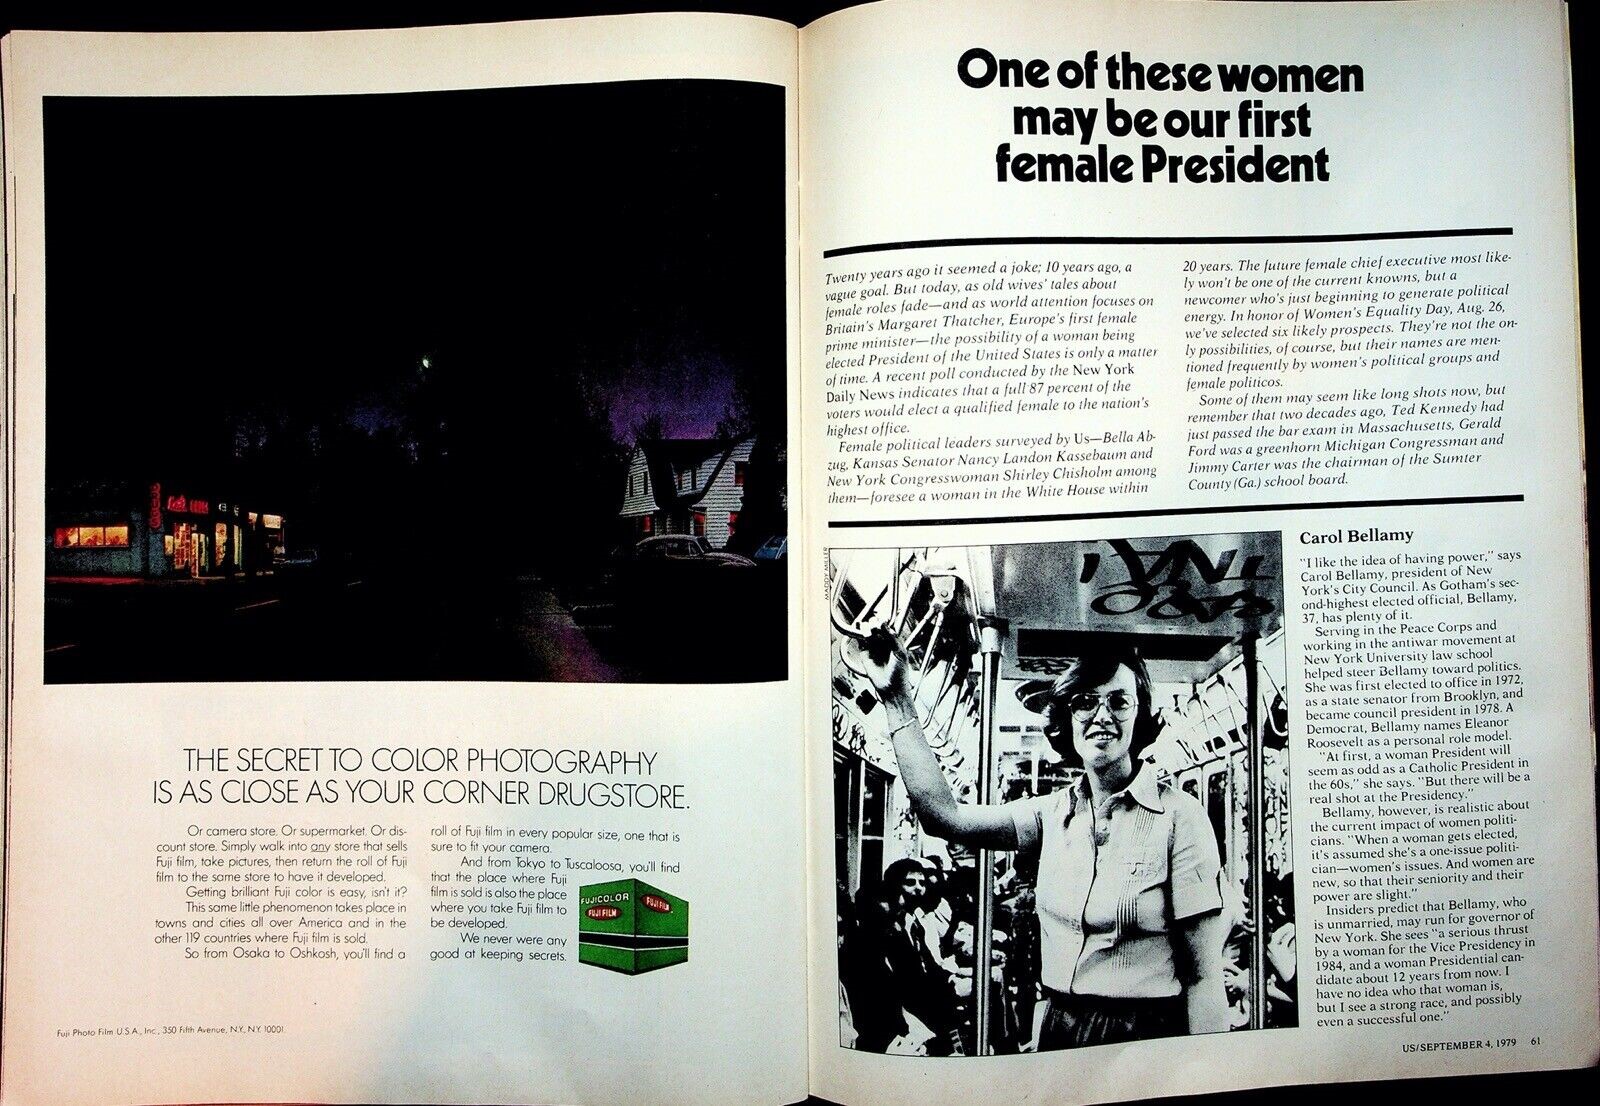 THE SECRET TO COLOR PHOTOGRAPHY
IS AS CLOSE AS YOUR CORNER DRUGSTORE.
Or camera store. Or supermarket. Or dis-
count store. Simply walk into any store that sells
Fuji film, take pictures, then return the roll of Fuji
film to the same store to have it developed.
Getting brilliant Fuji color is easy, isn't it?
This same little phenomenon takes place in
towns and cities all over America and in the
other 119 countries where Fuji film is sold.
So from Osaka to Oshkosh, you'll find a
roll of Fuji film in every popular size, one that is
sure to fit your camera.
And from Tokyo to Tuscaloosa, you'll find
that the place where Fuji
film is sold is also the place
where you take Fuji film to
be developed.
We never were any
good at keeping secrets.
FUJICOLOR
FUJI FILM
FUJI FILM
Fuji Photo Film U.S.A., Inc., 350 Fifth Avenue, N.Y., N.Y. 10001.
One of these women
may be our first
female President
Twenty years ago it seemed a joke; 10 years ago, a
vague goal. But today, as old wives' tales about
female roles fade—and as world attention focuses on
Britain's Margaret Thatcher, Europe's first female
prime minister—the possibility of a woman being
elected President of the United States is only a matter
of time. A recent poll conducted by the New York
Daily News indicates that a full 87 percent of the
voters would elect a qualified female to the nation's
highest office.
Female political leaders surveyed by Us—Bella Ab-
zug, Kansas Senator Nancy Landon Kassebaum and
New York Congresswoman Shirley Chisholm among
them—foresee a woman in the White House within
20 years. The future female chief executive most like-
ly won't be one of the current knowns, but a
newcomer who's just beginning to generate political
energy. In honor of Women's Equality Day, Aug. 26,
we've selected six likely prospects. They're not the on-
ly possibilities, of course, but their names are men-
tioned frequently by women's political groups and
female politicos.
Some of them may seem like long shots now, but
remember that two decades ago, Ted Kennedy had
just passed the bar exam in Massachusetts, Gerald
Ford was a greenhorn Michigan Congressman and
Jimmy Carter was the chairman of the Sumter
County (Ga.) school board.
MADDY MILLER
Carol Bellamy
"I like the idea of having power," says
Carol Bellamy, president of New
York's City Council. As Gotham's sec-
ond-highest elected official, Bellamy,
37, has plenty of it.
Serving in the Peace Corps and
working in the antiwar movement at
New York University law school
helped steer Bellamy toward politics.
She was first elected to office in 1972,
as a state senator from Brooklyn, and
became council president in 1978. A
Democrat, Bellamy names Eleanor
Roosevelt as a personal role model.
"At first, a woman President will
seem as odd as a Catholic President in
the 60s," she says. "But there will be a
real shot at the Presidency."
Bellamy, however, is realistic about
the current impact of women politi-
cians. "When a woman gets elected,
it's assumed she's a one-issue politi-
cian—women's issues. And women are
new, so that their seniority and their
power are slight."
Insiders predict that Bellamy, who
is unmarried, may run for governor of
New York. She sees "a serious thrust
by a woman for the Vice Presidency in
1984, and a woman Presidential can-
didate about 12 years from now. I
have no idea who that woman is,
but I see a strong race, and possibly
even a successful one."
US/SEPTEMBER 4, 1979 61